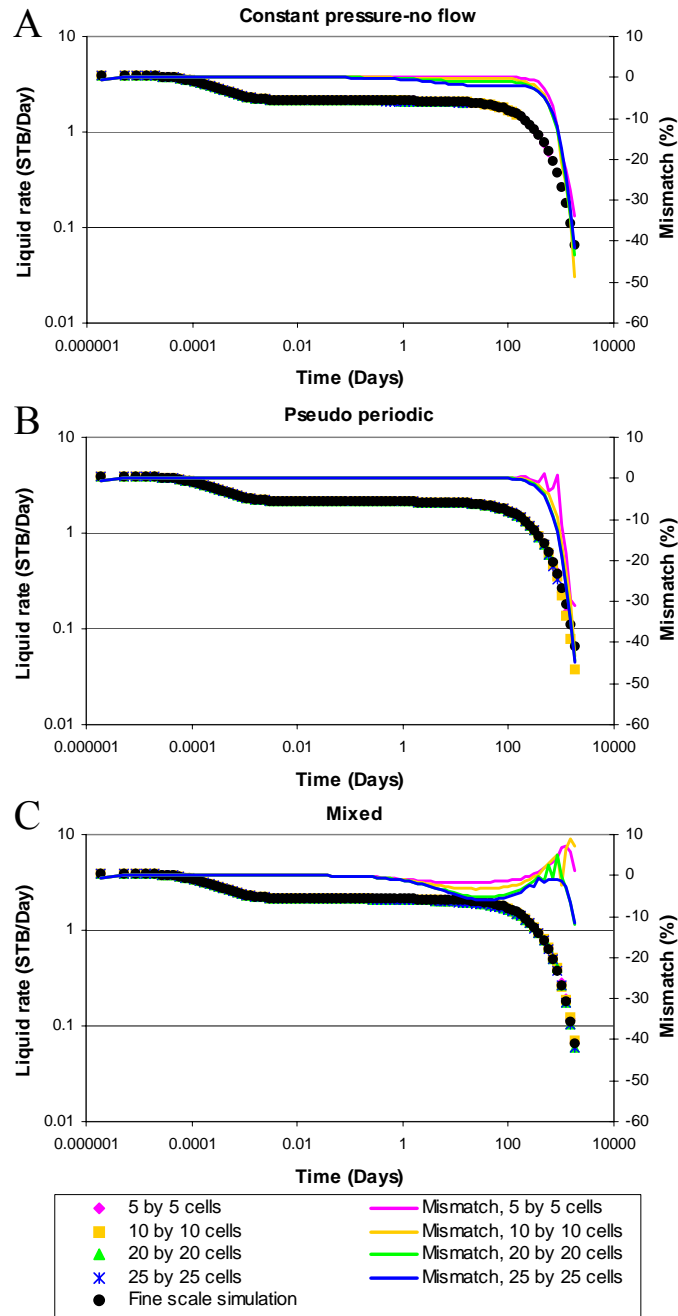 A
Constant pressure-no flow
10
1
0.1
0.01
Liquid rate (STB/Day)
10
0
-10
-20
-30
-40
-50
-60
Mismatch (%)
0.000001
0.0001
0.01
1
100
10000
Time (Days)
B
Pseudo periodic
10
1
0.1
0.01
Liquid rate (STB/Day)
10
0
-10
-20
-30
-40
-50
-60
Mismatch (%)
0.000001
0.0001
0.01
1
100
10000
Time (Days)
C
Mixed
10
1
0.1
0.01
Liquid rate (STB/Day)
10
0
-10
-20
-30
-40
-50
-60
Mismatch (%)
0.000001
0.0001
0.01
1
100
10000
Time (Days)
5 by 5 cells
Mismatch, 5 by 5 cells
10 by 10 cells
Mismatch, 10 by 10 cells
20 by 20 cells
Mismatch, 20 by 20 cells
25 by 25 cells
Mismatch, 25 by 25 cells
Fine scale simulation